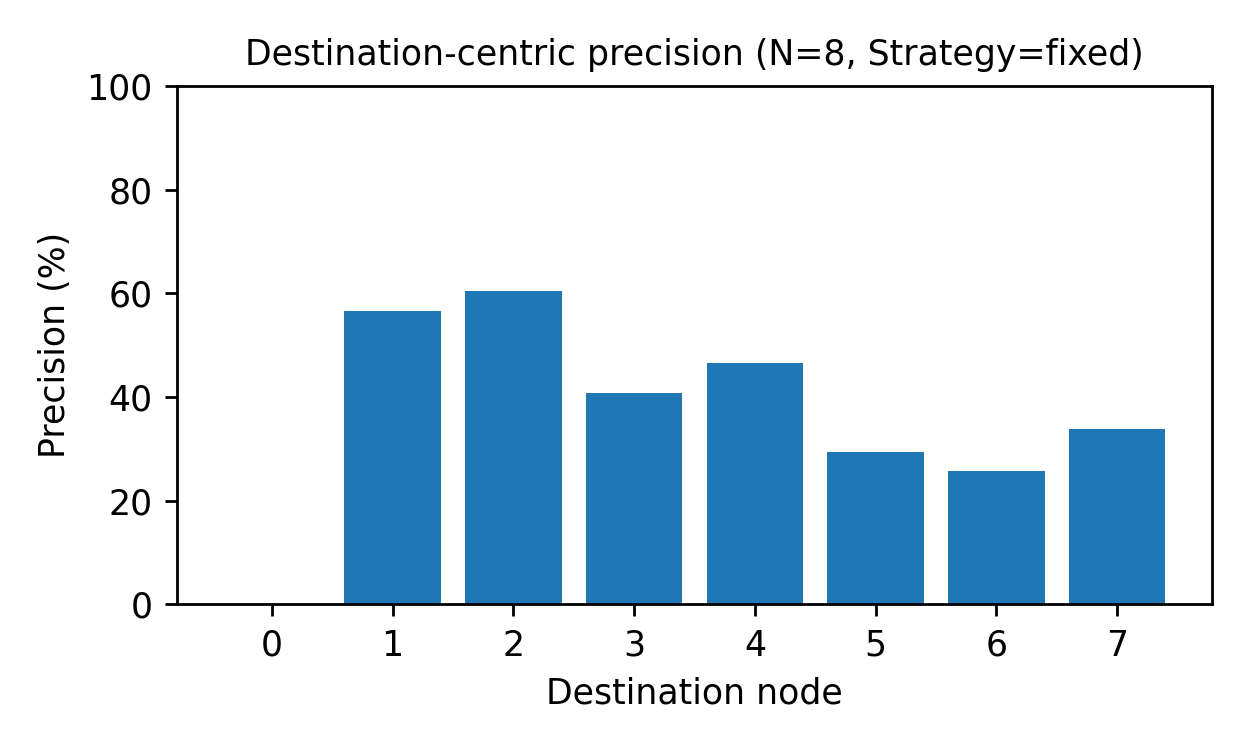 Destination-centric precision (N=8, Strategy=fixed)
100
80
60
40
20
0
Precision (%)
0 1 2 3 4 5 6 7
Destination node